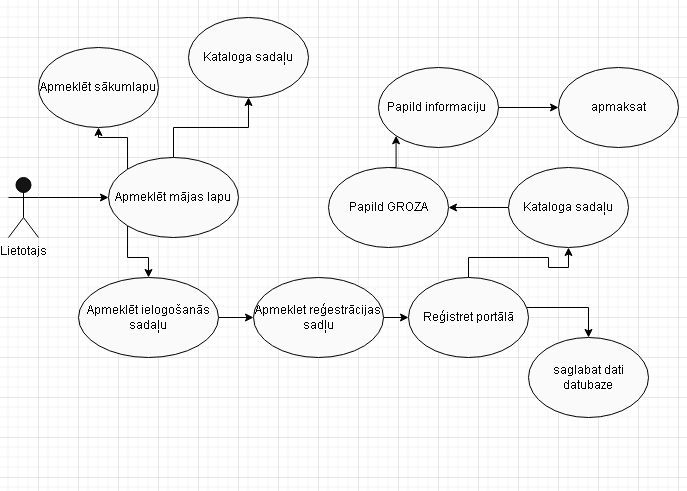 Kataloga sadaļu
Apmeklēt sākumlapu
Papild informaciju
apmaksat
Apmeklēt mājas lapu
Papild GROZA
Kataloga sadaļu
Lietotajs
Apmeklēt ielogošanās
sadaļu
Apmeklet reģestrācijas
sadļu
Reģistret portālā
saglabat dati
datubaze